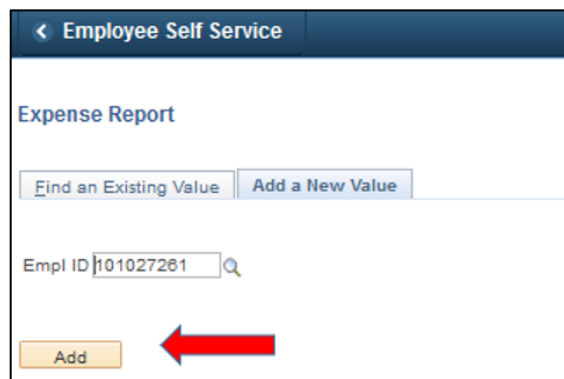 Employee Self Service
Expense Report
Find an Existing Value Add a New Value
Empl ID 101027261
Add